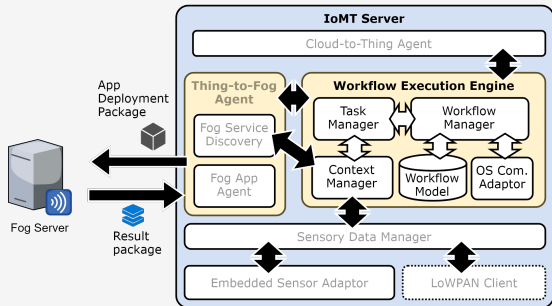 IoMT Server
Cloud-to-Thing Agent
Thing-to-Fog
Agent
Fog Service
Discovery
Fog App
Agent
Workflow Execution Engine
Task
Manager
Workflow
Manager
Context
Manager
Workflow
Model
OS Com.
Adaptor
Sensory Data Manager
Embedded Sensor Adaptor
LoWPAN Client
App
Deployment
Package
Fog Server
Result
package